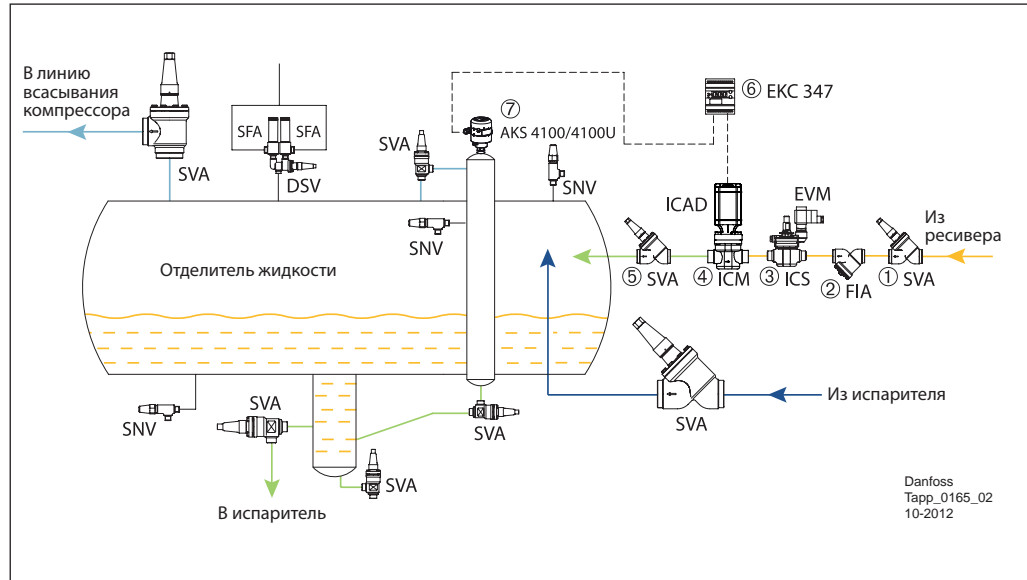 В линию
всасывания
компрессора
SVA
SFA
SFA
DSV
SVA
SNV
⑦
AKS 4100/4100U
SNV
⑥ EKC 347
ICAD
EVM
Из
ресивера
⑤ SVA
④ ICM
③ ICS
② FIA
① SVA
Отделитель жидкости
SNV
SVA
SVA
В испаритель
SVA
SVA
Из испарителя
Danfoss
Tapp_0165_02
10-2012